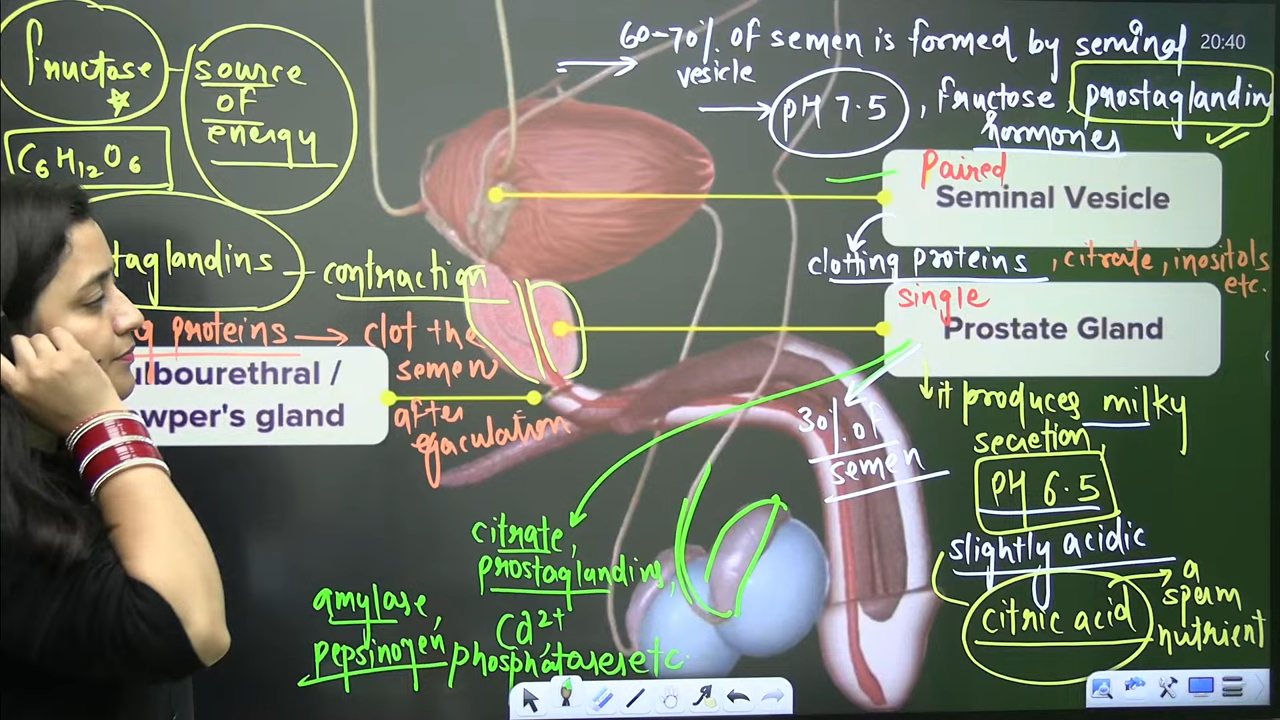 fructose
source
of
energy
C6H12O6
taglandins - contraction
g proteins → clot the
semen
after
ejaculation
ulbourethral /
wper's gland
→ 60-70% of semen is formed by seminal
vesicle
20:40
→ pH 7.5, fructose, prostaglandin
hormones
Paired
Seminal Vesicle
clotting proteins, citrate, inositols
etc.
single
Prostate Gland
↓ it produces milky
secretion
PH 6.5
30% of
semen
slightly acidic
citric acid → a
sperm
nutrient
citrate,
prostaglandins,
amylase,
Cd2+
pepsinogen phosphatases etc.